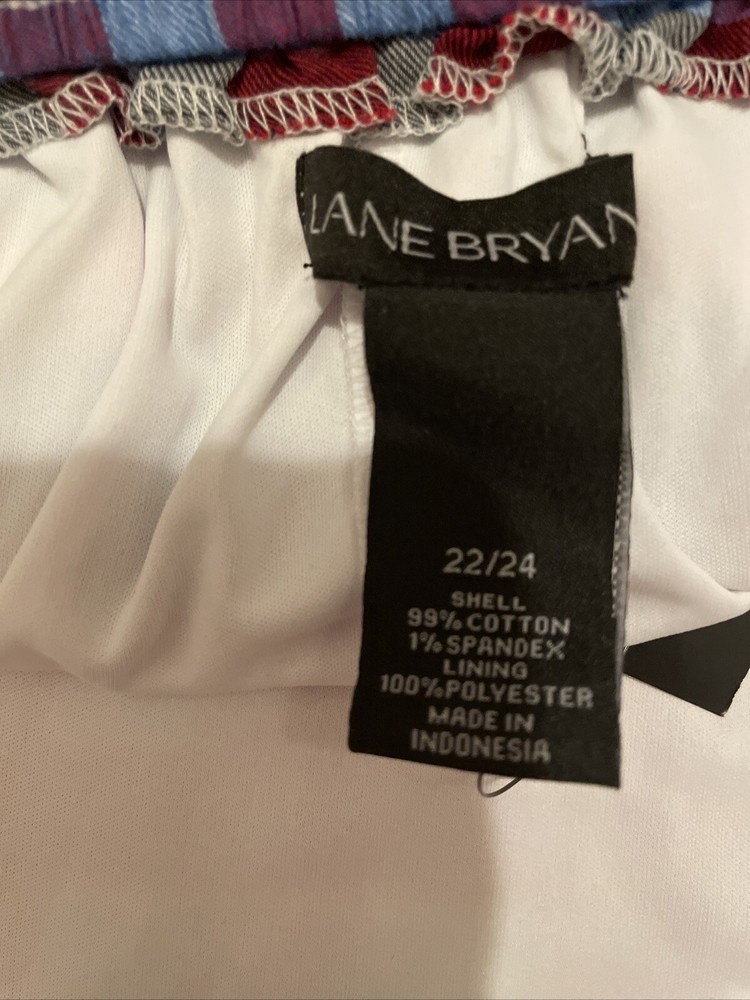 LANE BRYAN
22/24
SHELL
99% COTTON
1% SPANDEX
LINING
100%POLYESTER
MADE IN
INDONESIA